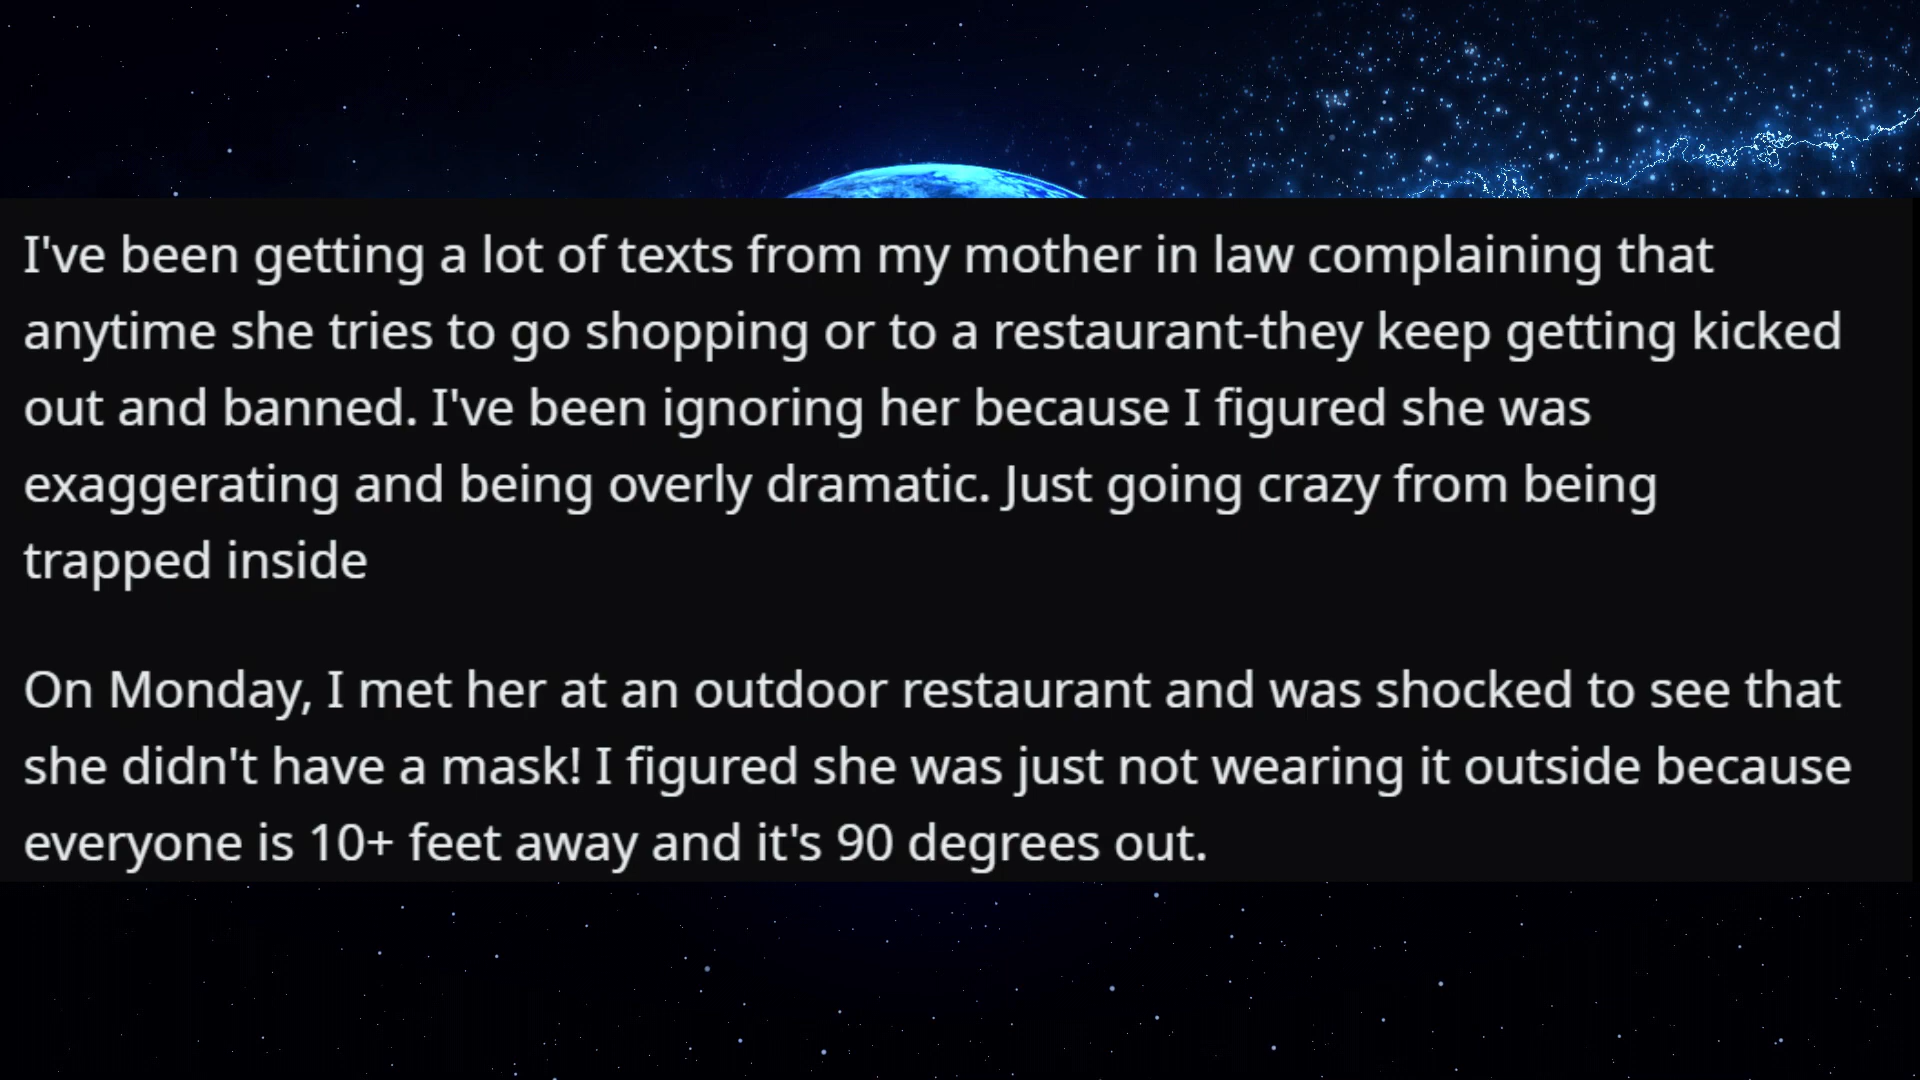 I've been getting a lot of texts from my mother in law complaining that
anytime she tries to go shopping or to a restaurant-they keep getting kicked
out and banned. I've been ignoring her because I figured she was
exaggerating and being overly dramatic. Just going crazy from being
trapped inside
On Monday, I met her at an outdoor restaurant and was shocked to see that
she didn't have a mask! I figured she was just not wearing it outside because
everyone is 10+ feet away and it's 90 degrees out.